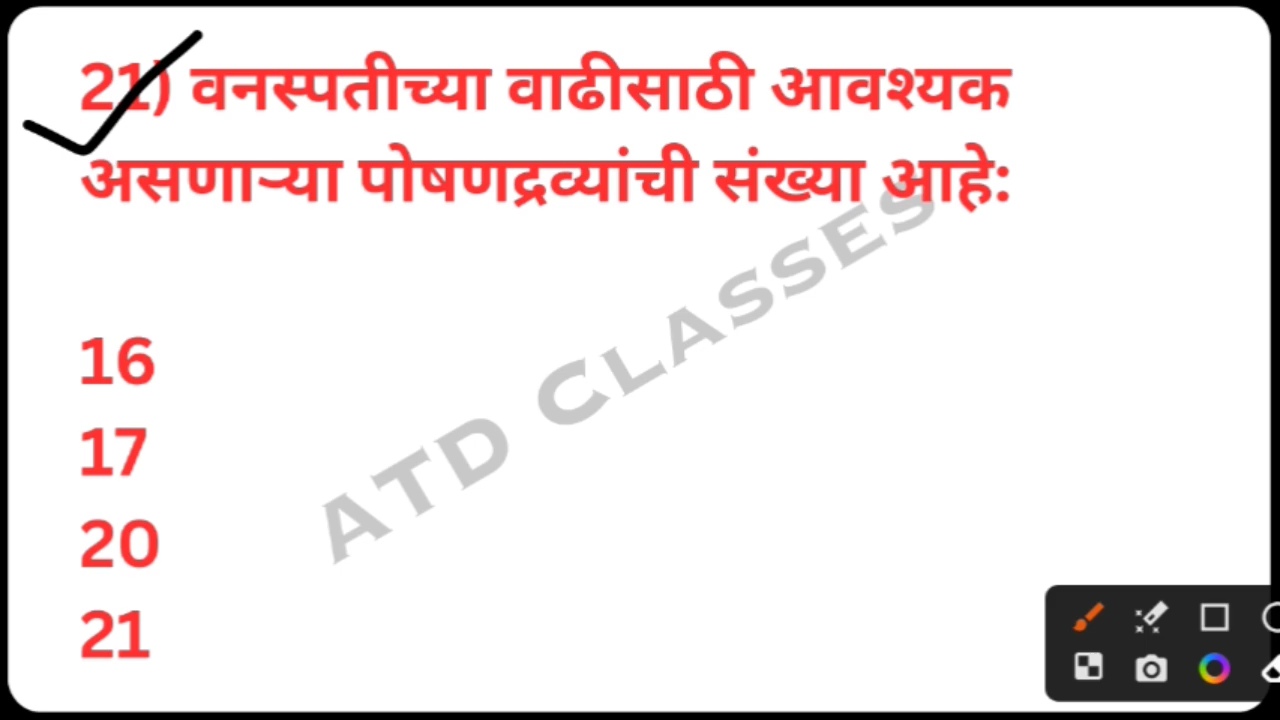 21) वनस्पतीच्या वाढीसाठी आवश्यक
असणाऱ्या पोषणद्रव्यांची संख्या आहे:
ATD CLASSES
16
17
20
21